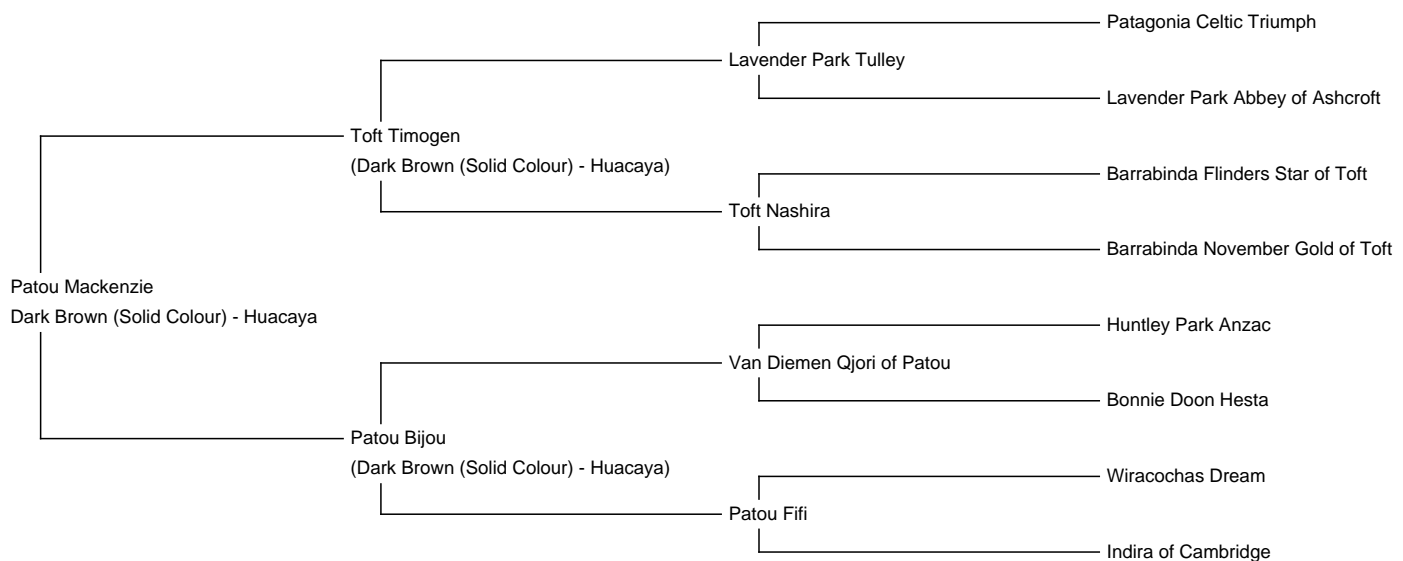 Patagonia Celtic Triumph
Lavender Park Tulley
Lavender Park Abbey of Ashcroft
Toft Timogen
(Dark Brown (Solid Colour) - Huacaya)
Barrabinda Flinders Star of Toft
Toft Nashira
Barrabinda November Gold of Toft
Patou Mackenzie
Dark Brown (Solid Colour) - Huacaya
Huntley Park Anzac
Van Diemen Qjori of Patou
Bonnie Doon Hesta
Patou Bijou
(Dark Brown (Solid Colour) - Huacaya)
Wiracochas Dream
Patou Fifi
Indira of Cambridge